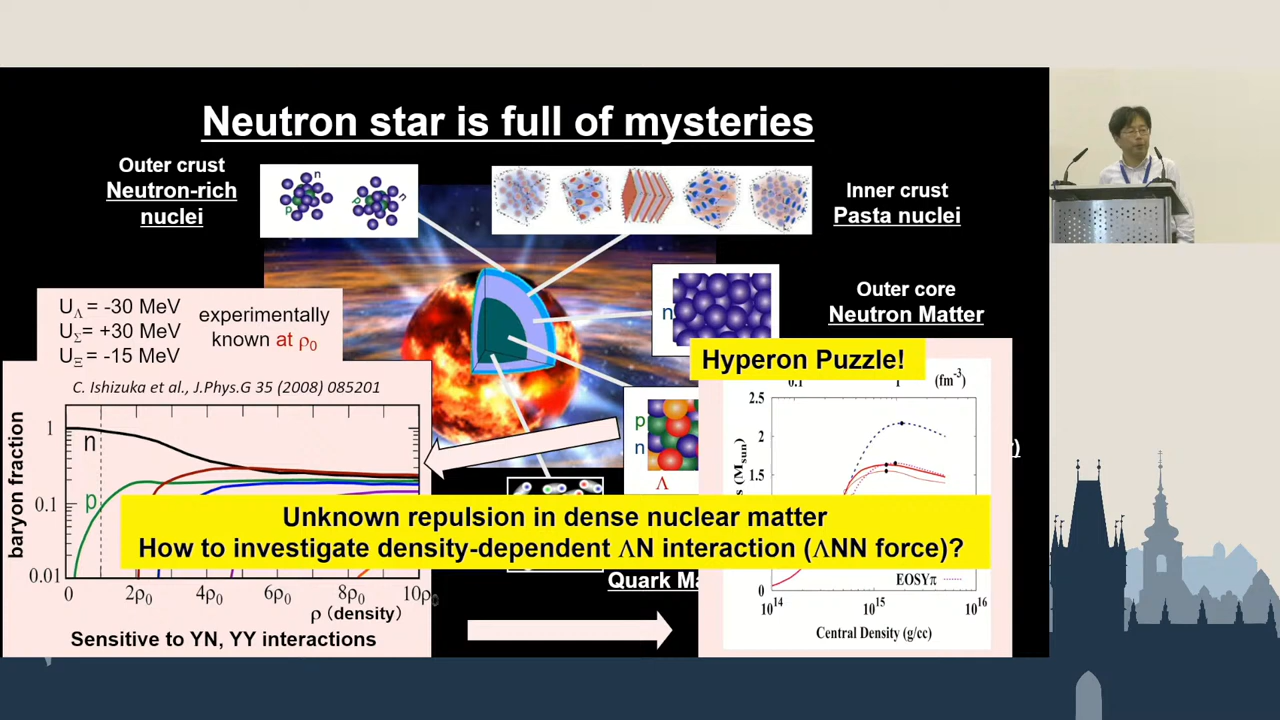 Neutron star is full of mysteries
Outer crust
Neutron-rich
nuclei
n
p
n
Inner crust
Pasta nuclei
Outer core
Neutron Matter
n
U_Λ = -30 MeV
U_Σ= +30 MeV
U_Ξ = -15 MeV
experimentally
known at ρ₀
Hyperon Puzzle!
C. Ishizuka et al., J.Phys.G 35 (2008) 085201
baryon fraction
1
0.1
0.01
n
p
0
2ρ₀
4ρ₀
6ρ₀
8ρ₀
10ρ₀
ρ (density)
Sensitive to YN, YY interactions
p
n
Λ
0.1
1
(fm⁻³)
2.5
2
1.5
0
(M_sun)
EOSYπ
10¹⁴
10¹⁵
10¹⁶
Central Density (g/cc)
Unknown repulsion in dense nuclear matter
How to investigate density-dependent ΛN interaction (ΛNN force)?
Quark